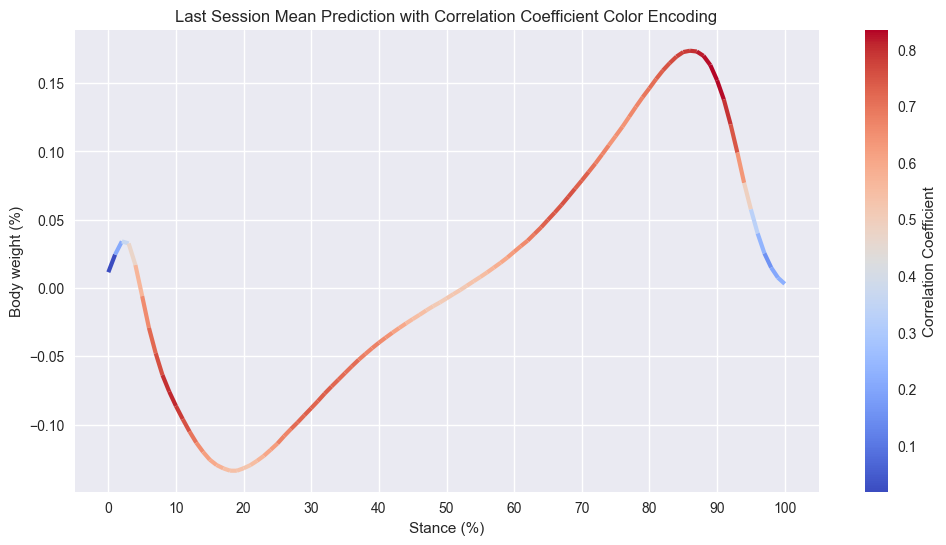 Last Session Mean Prediction with Correlation Coefficient Color Encoding
Body weight (%)
0.15
0.10
0.05
0.00
−0.05
−0.10
0 10 20 30 40 50 60 70 80 90 100
Stance (%)
0.8
0.7
0.6
0.5
0.4
0.3
0.2
0.1
Correlation Coefficient